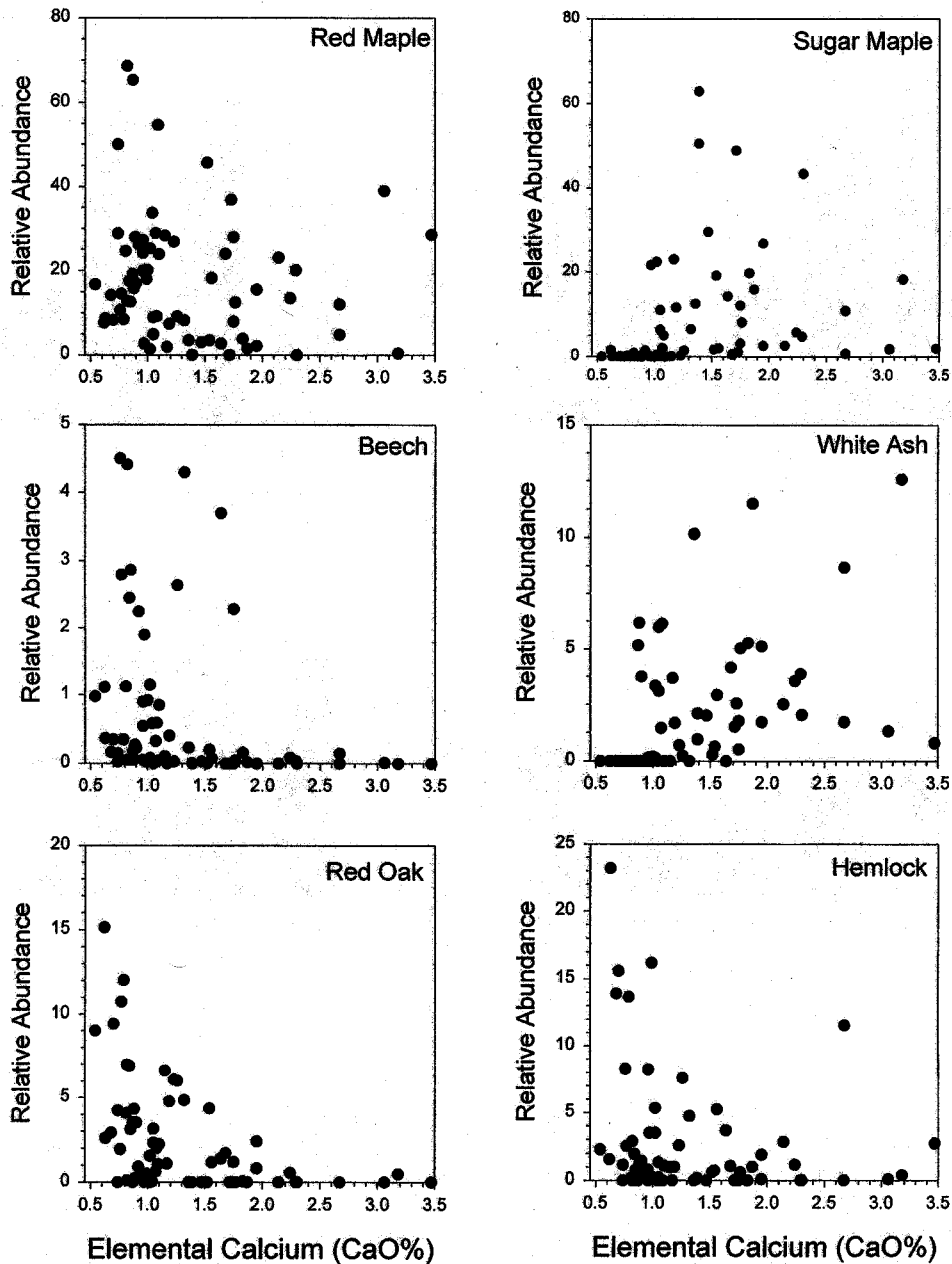 Red Maple
Relative Abundance
80
60
40
20
0
0.5 1.0 1.5 2.0 2.5 3.0 3.5
Sugar Maple
Relative Abundance
80
60
40
20
0
0.5 1.0 1.5 2.0 2.5 3.0 3.5
Beech
Relative Abundance
5
4
3
2
1
0
0.5 1.0 1.5 2.0 2.5 3.0 3.5
White Ash
Relative Abundance
15
10
5
0
0.5 1.0 1.5 2.0 2.5 3.0 3.5
Red Oak
Relative Abundance
20
15
10
5
0
0.5 1.0 1.5 2.0 2.5 3.0 3.5
Elemental Calcium (CaO%)
Hemlock
Relative Abundance
25
20
15
10
5
0
0.5 1.0 1.5 2.0 2.5 3.0 3.5
Elemental Calcium (CaO%)